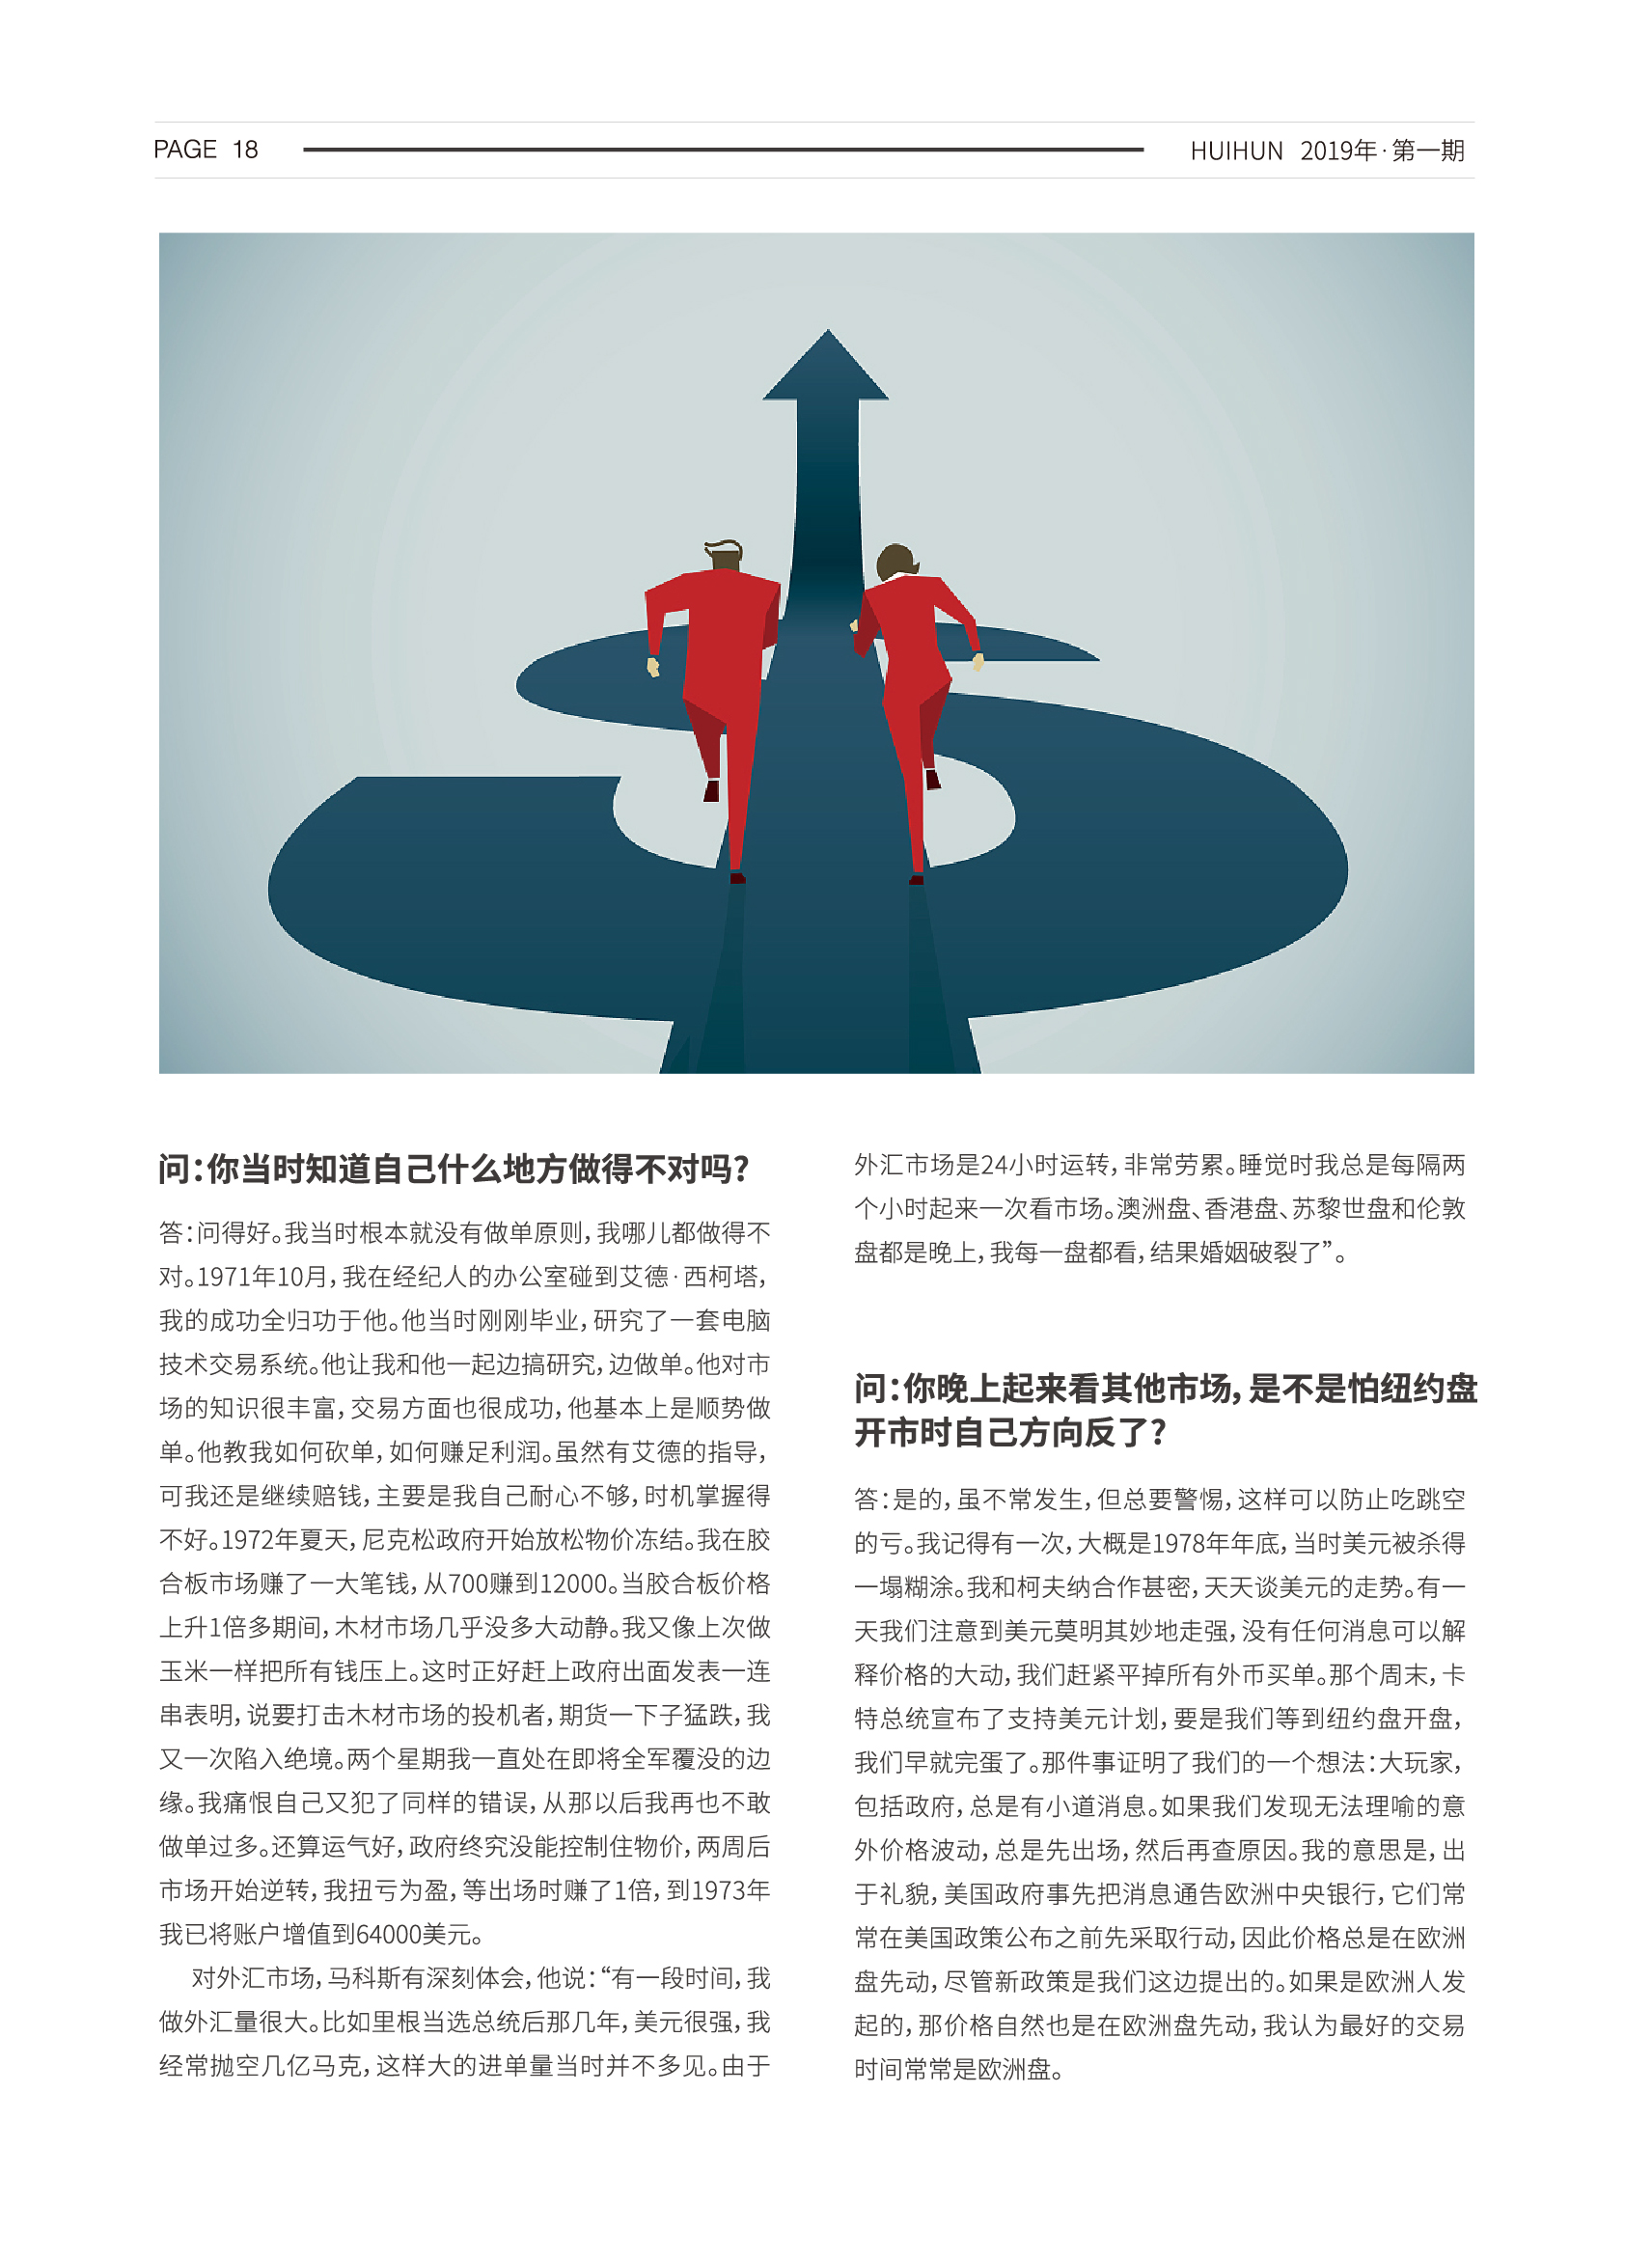 PAGE 18
HUIHUN 2019年·第一期
问：你当时知道自己什么地方做得不对吗？
答：问得好。我当时根本就没有做单原则，我哪儿都做得不
对。1971年10月，我在经纪人的办公室碰到艾德·西柯塔，
我的成功全归功于他。他当时刚刚毕业，研究了一套电脑
技术交易系统。他让我和他一起边搞研究，边做单。他对市
场的知识很丰富，交易方面也很成功，他基本上是顺势做
单。他教我如何砍单，如何赚足利润。虽然有艾德的指导，
可我还是继续赔钱，主要是我自己耐心不够，时机掌握得
不好。1972年夏天，尼克松政府开始放松物价冻结。我在胶
合板市场赚了一大笔钱，从700赚到12000。当胶合板价格
上升1倍多期间，木材市场几乎没多大动静。我又像上次做
玉米一样把所有钱压上。这时正好赶上政府出面发表一连
串表明，说要打击木材市场的投机者，期货一下子猛跌，我
又一次陷入绝境。两个星期我一直处在即将全军覆没的边
缘。我痛恨自己又犯了同样的错误，从那以后我再也不敢
做单过多。还算运气好，政府终究没能控制住物价，两周后
市场开始逆转，我扭亏为盈，等出场时赚了1倍，到1973年
我已将账户增值到64000美元。
对外汇市场，马科斯有深刻体会，他说：“有一段时间，我
做外汇量很大。比如里根当选总统后那几年，美元很强，我
经常抛空几亿马克，这样大的进单量当时并不多见。由于
外汇市场是24小时运转，非常劳累。睡觉时我总是每隔两
个小时起来一次看市场。澳洲盘、香港盘、苏黎世盘和伦敦
盘都是晚上，我每一盘都看，结果婚姻破裂了”。
问：你晚上起来看其他市场，是不是怕纽约盘
开市时自己方向反了？
答：是的，虽不常发生，但总要警惕，这样可以防止吃跳空
的亏。我记得有一次，大概是1978年年底，当时美元被杀得
一塌糊涂。我和柯夫纳合作甚密，天天谈美元的走势。有一
天我们注意到美元莫明其妙地走强，没有任何消息可以解
释价格的大动，我们赶紧平掉所有外币买单。那个周末，卡
特总统宣布了支持美元计划，要是我们等到纽约盘开盘，
我们早就完蛋了。那件事证明了我们的一个想法：大玩家，
包括政府，总是有小道消息。如果我们发现无法理喻的意
外价格波动，总是先出场，然后再查原因。我的意思是，出
于礼貌，美国政府事先把消息通告欧洲中央银行，它们常
常在美国政策公布之前先采取行动，因此价格总是在欧洲
盘先动，尽管新政策是我们这边提出的。如果是欧洲人发
起的，那价格自然也是在欧洲盘先动，我认为最好的交易
时间常常是欧洲盘。